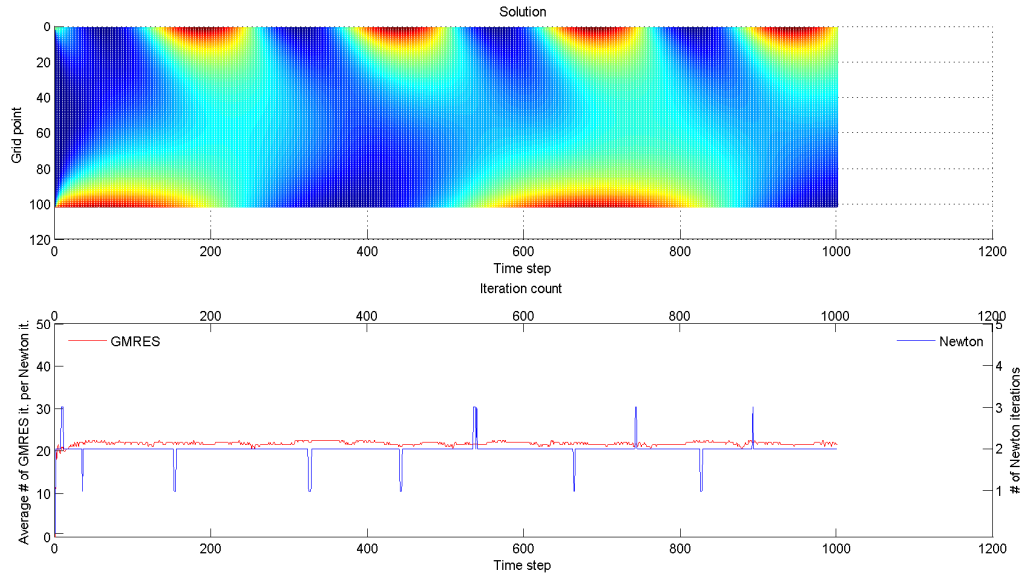 Solution
0
20
40
60
80
100
120
Grid point
0 200 400 600 800 1000 1200
Time step
Iteration count
0 200 400 600 800 1000 1200
50
40
30
20
10
0
Average # of GMRES it. per Newton it.
GMRES
Newton
5
4
3
2
1
# of Newton iterations
0 200 400 600 800 1000 1200
Time step